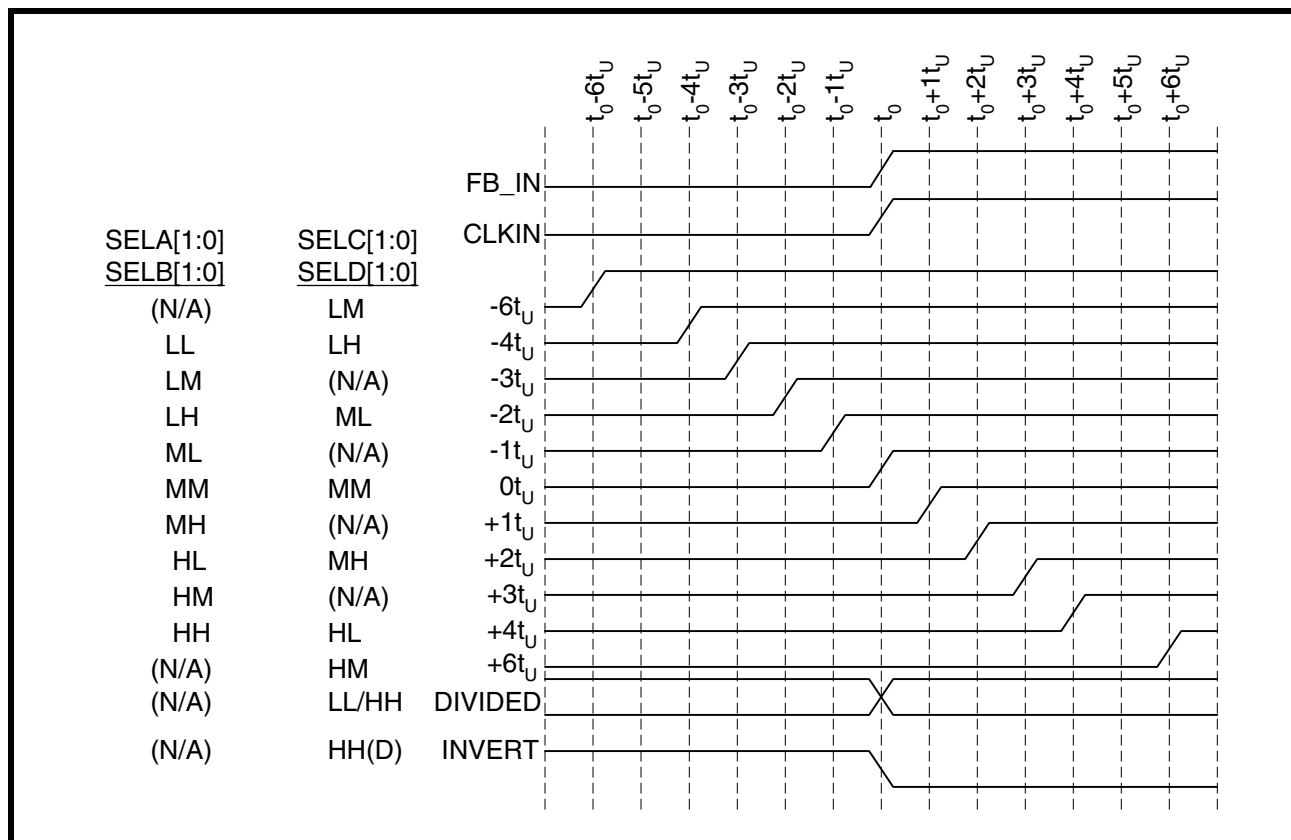 t0-6tU t0-5tU t0-4tU t0-3tU t0-2tU t0-1tU t0 t0+1tU t0+2tU t0+3tU t0+4tU t0+5tU t0+6tU
FB_IN
SELA[1:0] SELC[1:0] CLKIN
SELB[1:0] SELD[1:0]
(N/A) LM -6tU
LL LH -4tU
LM (N/A) -3tU
LH ML -2tU
ML (N/A) -1tU
MM MM 0tU
MH (N/A) +1tU
HL MH +2tU
HM (N/A) +3tU
HH HL +4tU
(N/A) HM +6tU
(N/A) LL/HH DIVIDED
(N/A) HH(D) INVERT